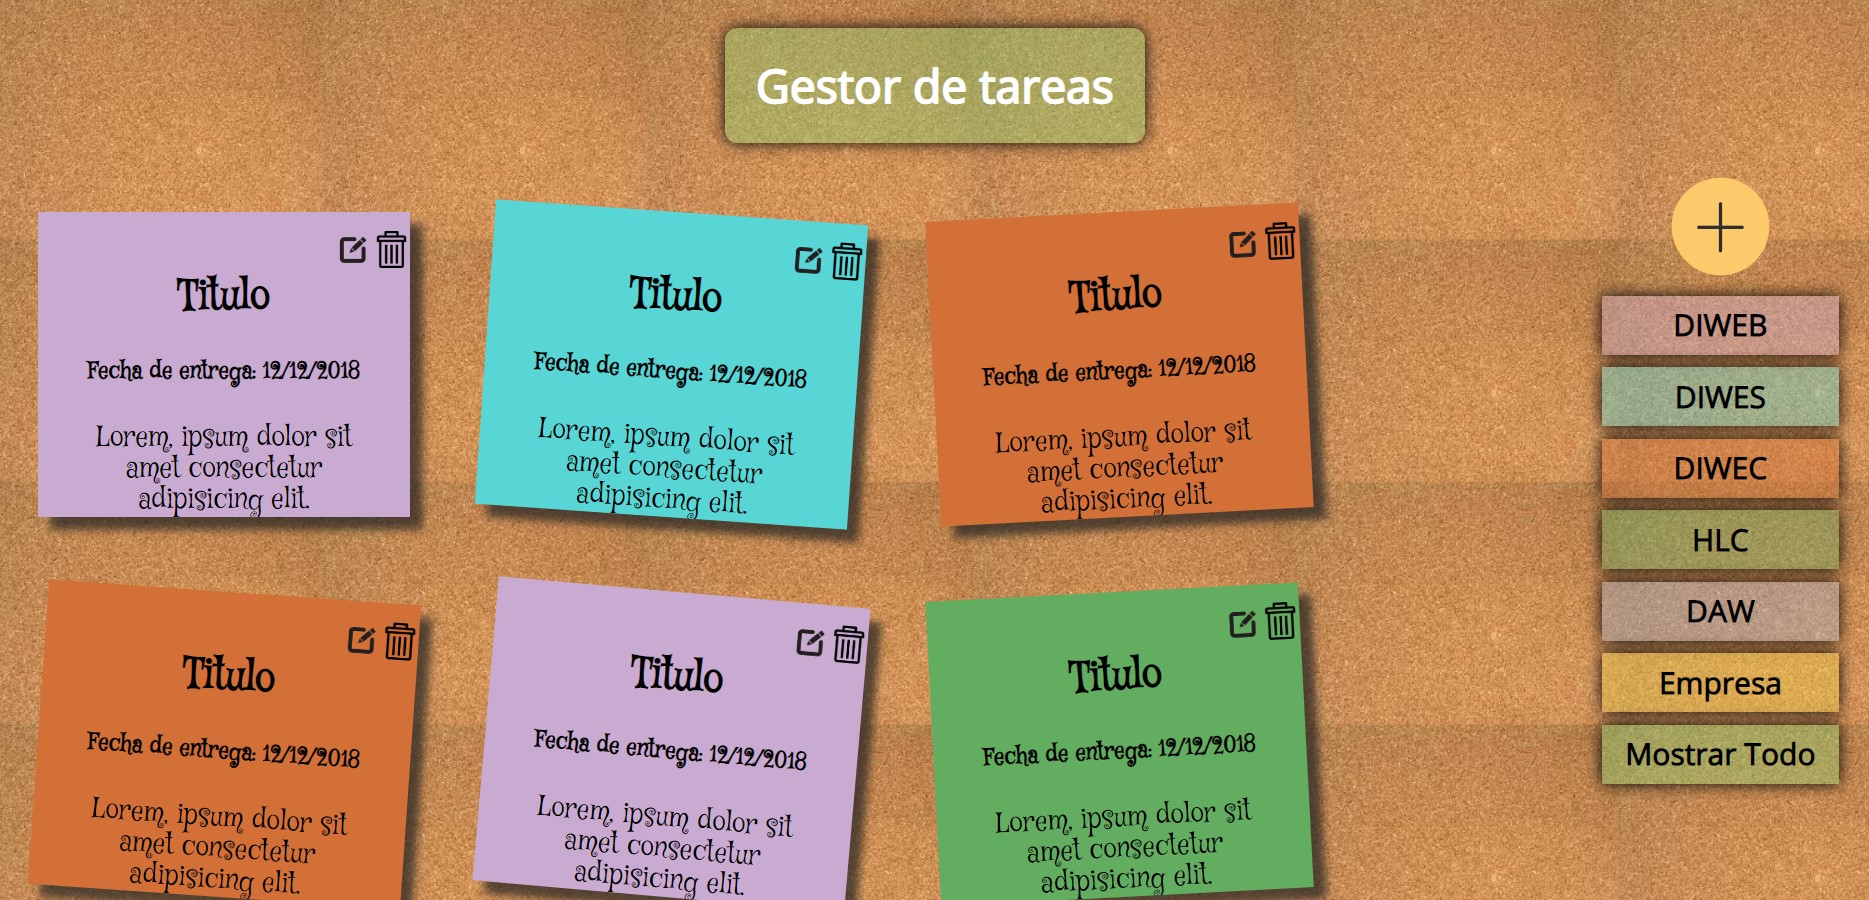 Gestor de tareas
Titulo
Fecha de entrega: 12/12/2018
Lorem, ipsum dolor sit
amet consectetur
adipisicing elit.
Titulo
Fecha de entrega: 12/12/2018
Lorem, ipsum dolor sit
amet consectetur
adipisicing elit.
Titulo
Fecha de entrega: 12/12/2018
Lorem, ipsum dolor sit
amet consectetur
adipisicing elit.
Titulo
Fecha de entrega: 12/12/2018
Lorem, ipsum dolor sit
amet consectetur
adipisicing elit.
Titulo
Fecha de entrega: 12/12/2018
Lorem, ipsum dolor sit
amet consectetur
adipisicing elit.
Titulo
Fecha de entrega: 12/12/2018
Lorem, ipsum dolor sit
amet consectetur
adipisicing elit.
DIWEB
DIWES
DIWEC
HLC
DAW
Empresa
Mostrar Todo